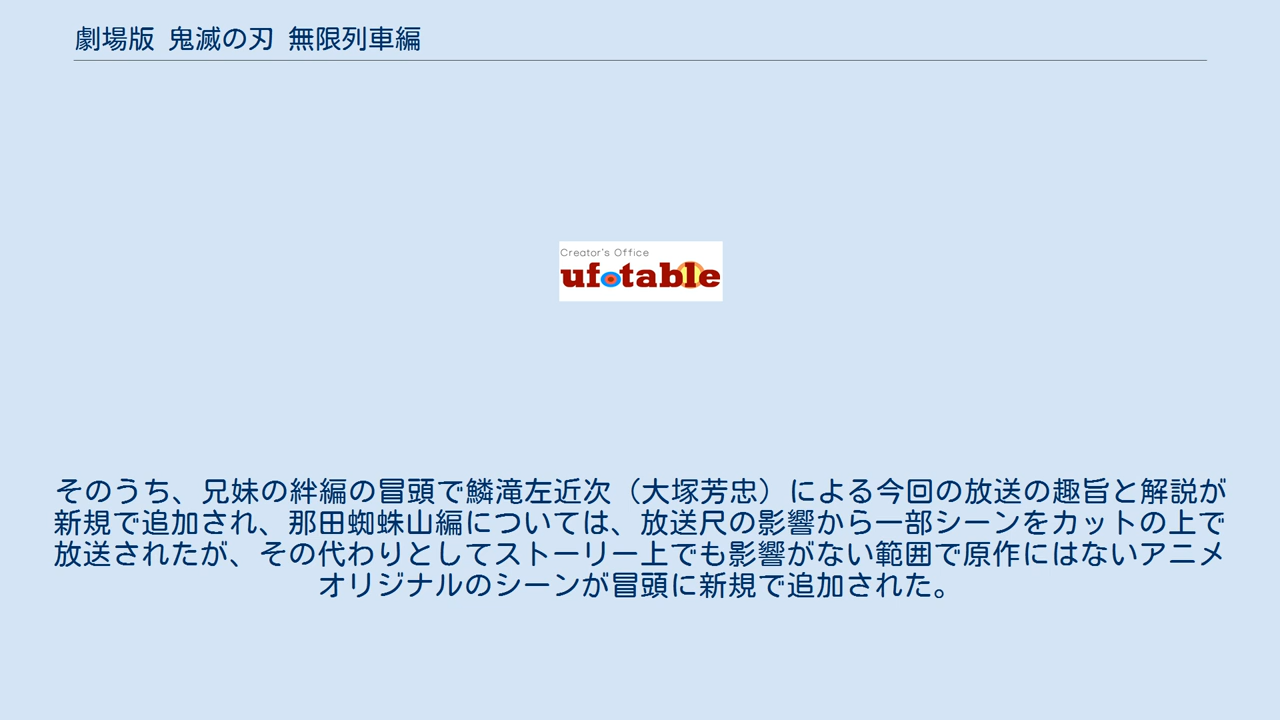 劇場版 鬼滅の刃 無限列車編
Creator's Office
ufotable
そのうち、兄妹の絆編の冒頭で鱗滝左近次（大塚芳忠）による今回の放送の趣旨と解説が
新規で追加され、那田蜘蛛山編については、放送尺の影響から一部シーンをカットの上で
放送されたが、その代わりとしてストーリー上でも影響がない範囲で原作にはないアニメ
オリジナルのシーンが冒頭に新規で追加された。